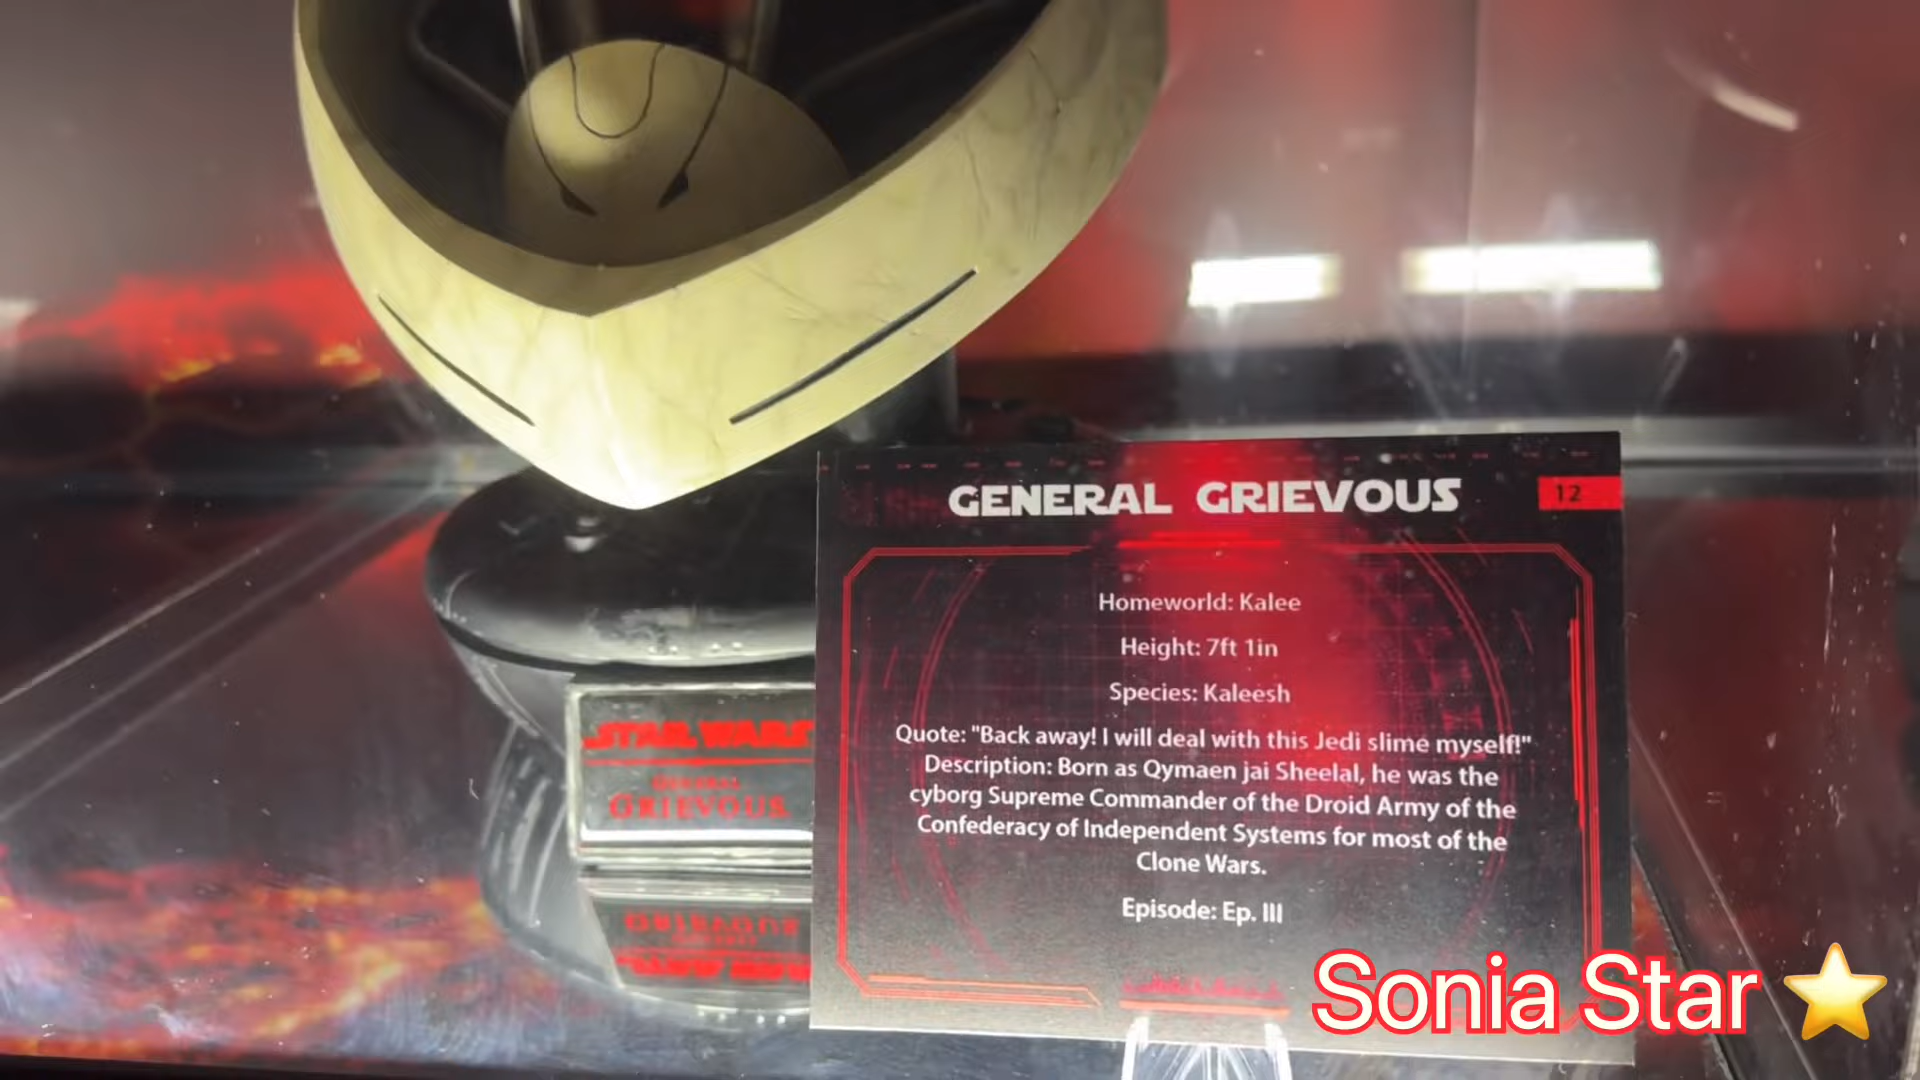 GENERAL GRIEVOUS
12
Homeworld: Kalee
Height: 7ft 1in
Species: Kaleesh
Quote: "Back away! I will deal with this Jedi slime myself!"
Description: Born as Qymaen jai Sheelal, he was the
cyborg Supreme Commander of the Droid Army of the
Confederacy of Independent Systems for most of the
Clone Wars.
Episode: Ep. III
STAR WARS
GENERAL
GRIEVOUS
Sonia Star ⭐